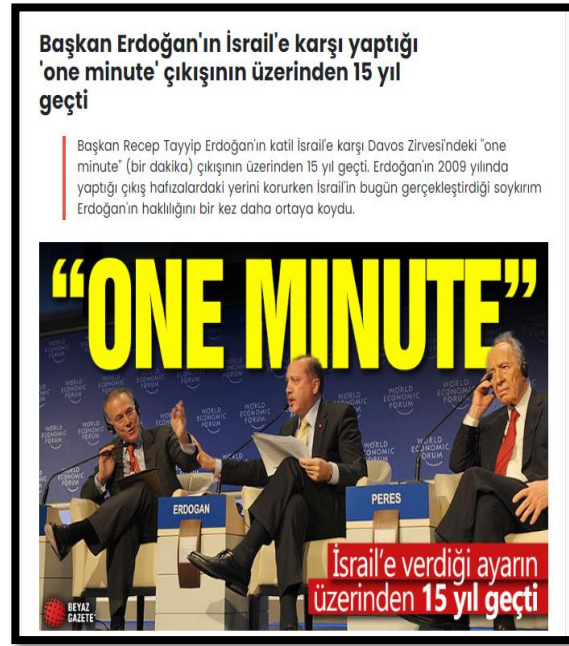 Başkan Erdoğan'ın İsrail'e karşı yaptığı
'one minute' çıkışının üzerinden 15 yıl
geçti
Başkan Recep Tayyip Erdoğan'ın katil İsrail'e karşı Davos Zirvesi'ndeki "one
minute" (bir dakika) çıkışının üzerinden 15 yıl geçti. Erdoğan'ın 2009 yılında
yaptığı çıkış hafızalardaki yerini korurken İsrail'in bugün gerçekleştirdiği soykırım
Erdoğan'ın haklılığını bir kez daha ortaya koydu.
“ONE MINUTE”
WORLD
ECONOMIC
FORUM
ERDOGAN
PERES
İsrail’e verdiği ayarın
üzerinden 15 yıl geçti
BEYAZ
GAZETE